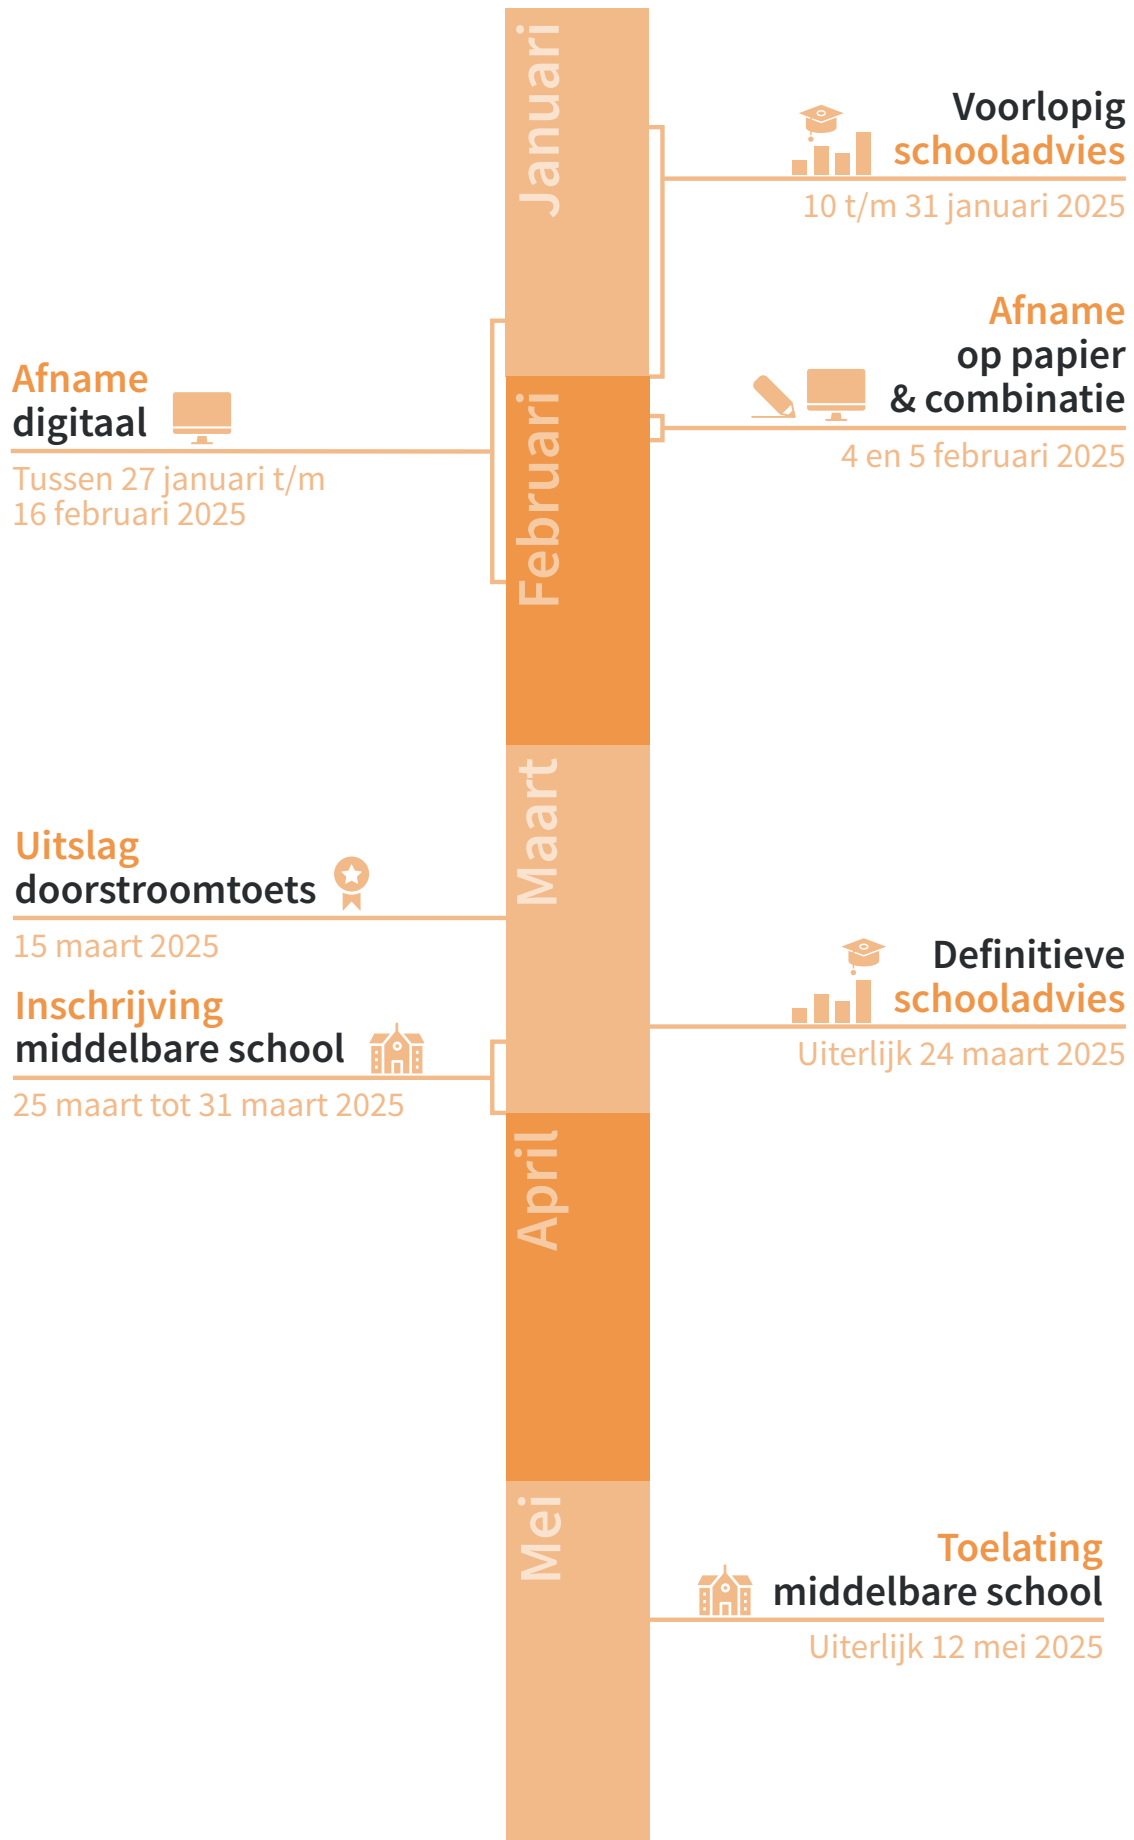 Januari
Voorlopig
schooladvies
10 t/m 31 januari 2025
Afname
op papier
& combinatie
4 en 5 februari 2025
Afname
digitaal
Tussen 27 januari t/m
16 februari 2025
Februari
Maart
Uitslag
doorstroomtoets
15 maart 2025
Definitieve
schooladvies
Uiterlijk 24 maart 2025
Inschrijving
middelbare school
25 maart tot 31 maart 2025
April
Mei
Toelating
middelbare school
Uiterlijk 12 mei 2025